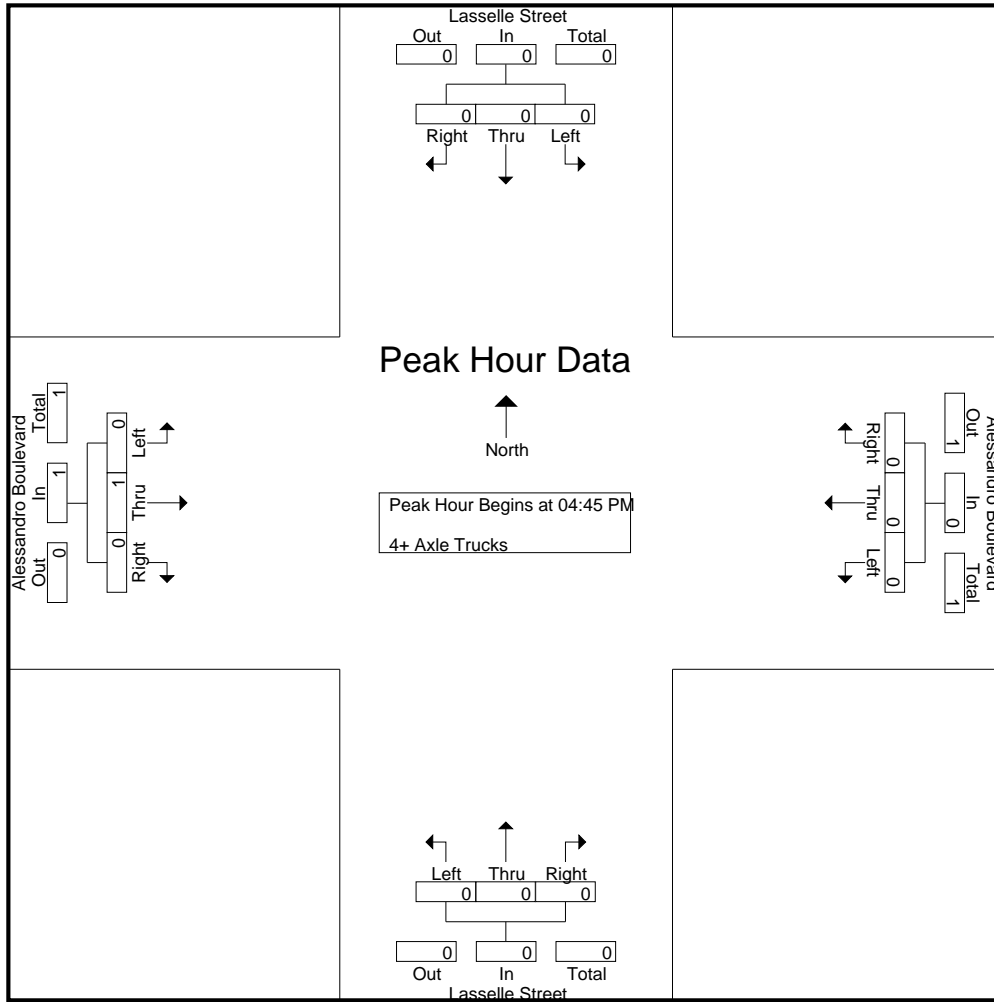 Lasselle Street
Out In Total
0 0 0
0 0 0
Right Thru Left
Peak Hour Data
North
Peak Hour Begins at 04:45 PM
4+ Axle Trucks
Alessandro Boulevard
Out In Total
0 1 1
0 1 0
Right Thru Left
Alessandro Boulevard
Out In Total
1 0 1
0 0 0
Right Thru Left
Left Thru Right
0 0 0
0 0 0
Out In Total
Lasselle Street